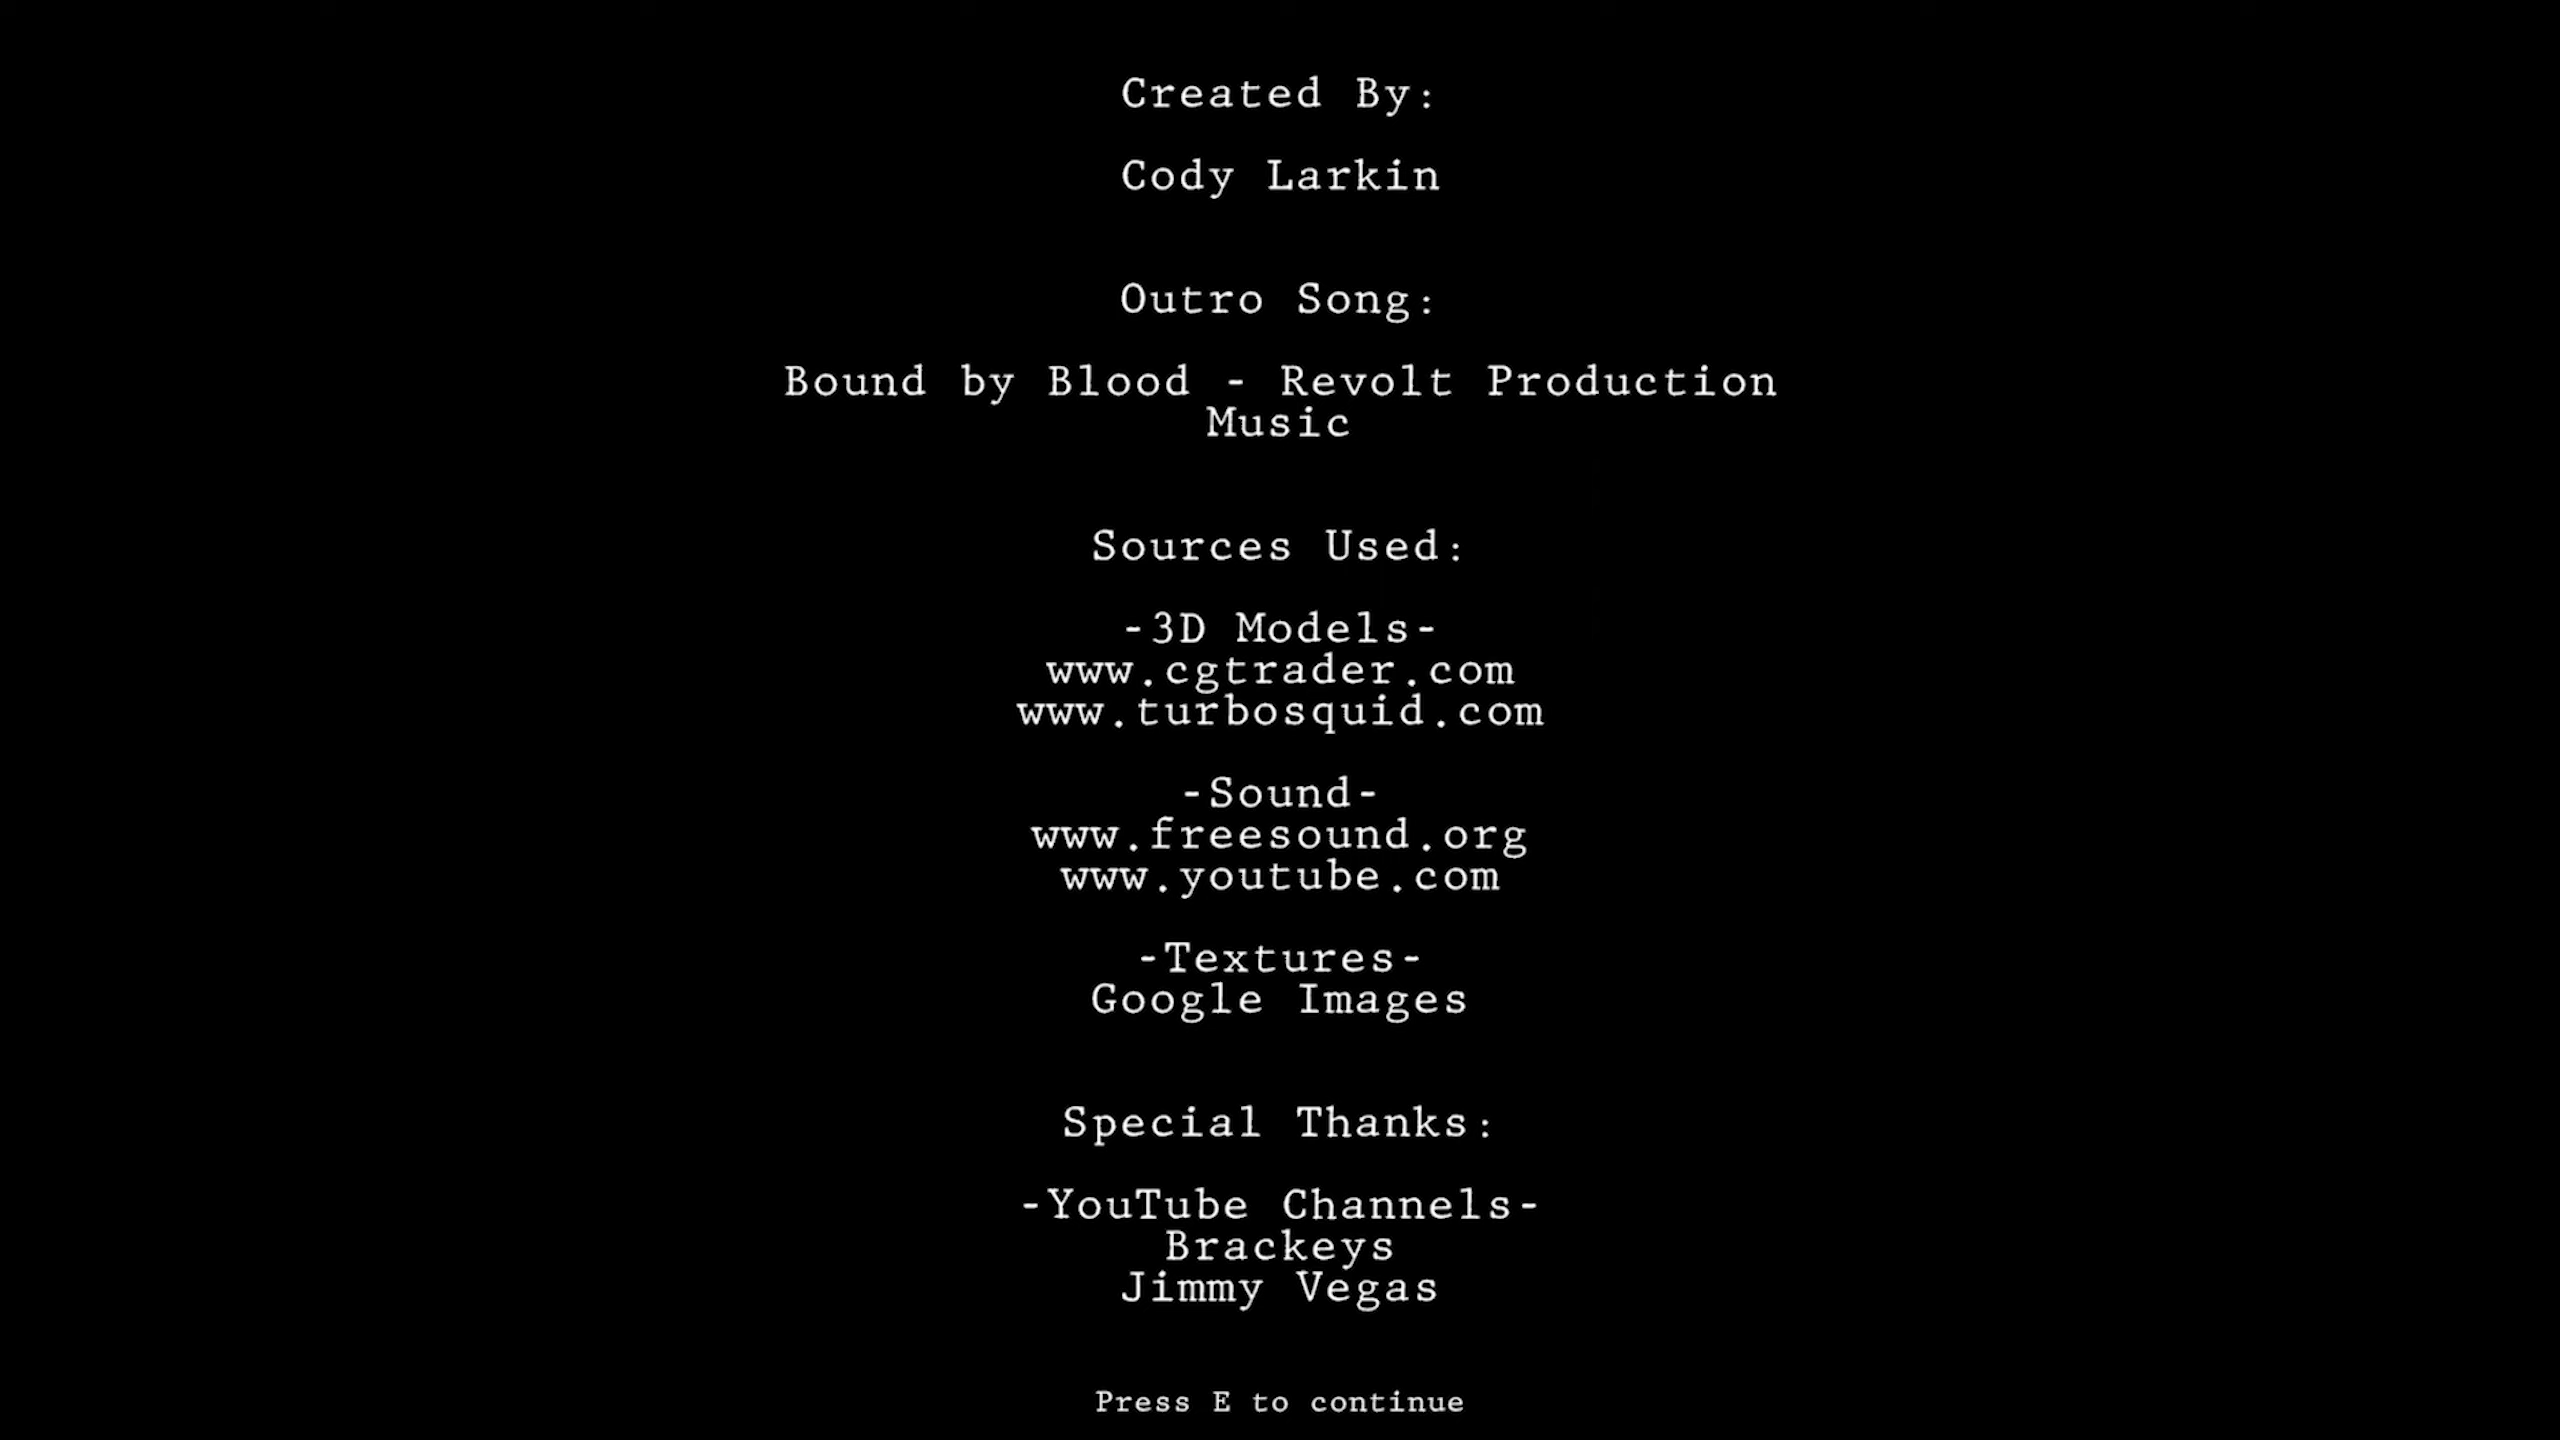 Created By:
Cody Larkin
Outro Song:
Bound by Blood - Revolt Production
Music
Sources Used:
-3D Models-
www.cgtrader.com
www.turbosquid.com
-Sound-
www.freesound.org
www.youtube.com
-Textures-
Google Images
Special Thanks:
-YouTube Channels-
Brackeys
Jimmy Vegas
Press E to continue